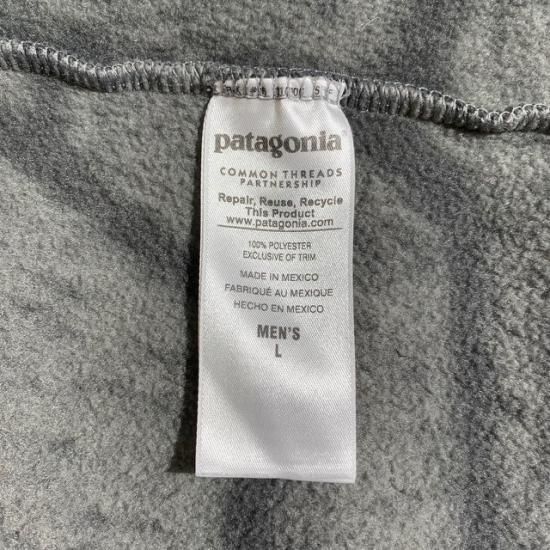 patagonia
COMMON THREADS
PARTNERSHIP
Repair, Reuse, Recycle
This Product
www.patagonia.com
100% POLYESTER
EXCLUSIVE OF TRIM
MADE IN MEXICO
FABRIQUÉ AU MEXIQUE
HECHO EN MEXICO
MEN'S
L